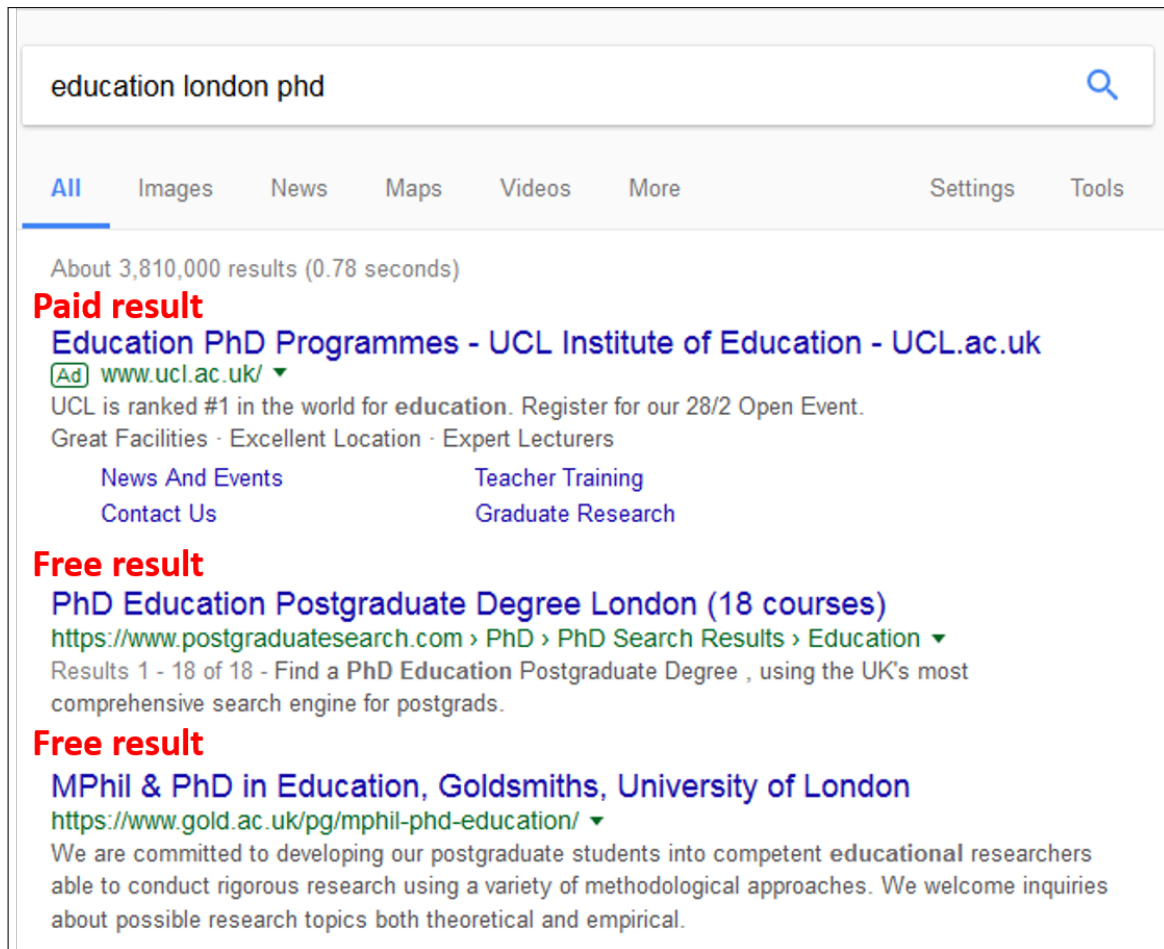 education london phd
All Images News Maps Videos More Settings Tools
About 3,810,000 results (0.78 seconds)
Paid result
Education PhD Programmes - UCL Institute of Education - UCL.ac.uk
Ad www.ucl.ac.uk/
UCL is ranked #1 in the world for education. Register for our 28/2 Open Event.
Great Facilities · Excellent Location · Expert Lecturers
News And Events Teacher Training
Contact Us Graduate Research
Free result
PhD Education Postgraduate Degree London (18 courses)
https://www.postgraduatesearch.com › PhD › PhD Search Results › Education
Results 1 - 18 of 18 - Find a PhD Education Postgraduate Degree , using the UK's most
comprehensive search engine for postgrads.
Free result
MPhil & PhD in Education, Goldsmiths, University of London
https://www.gold.ac.uk/pg/mphil-phd-education/
We are committed to developing our postgraduate students into competent educational researchers
able to conduct rigorous research using a variety of methodological approaches. We welcome inquiries
about possible research topics both theoretical and empirical.